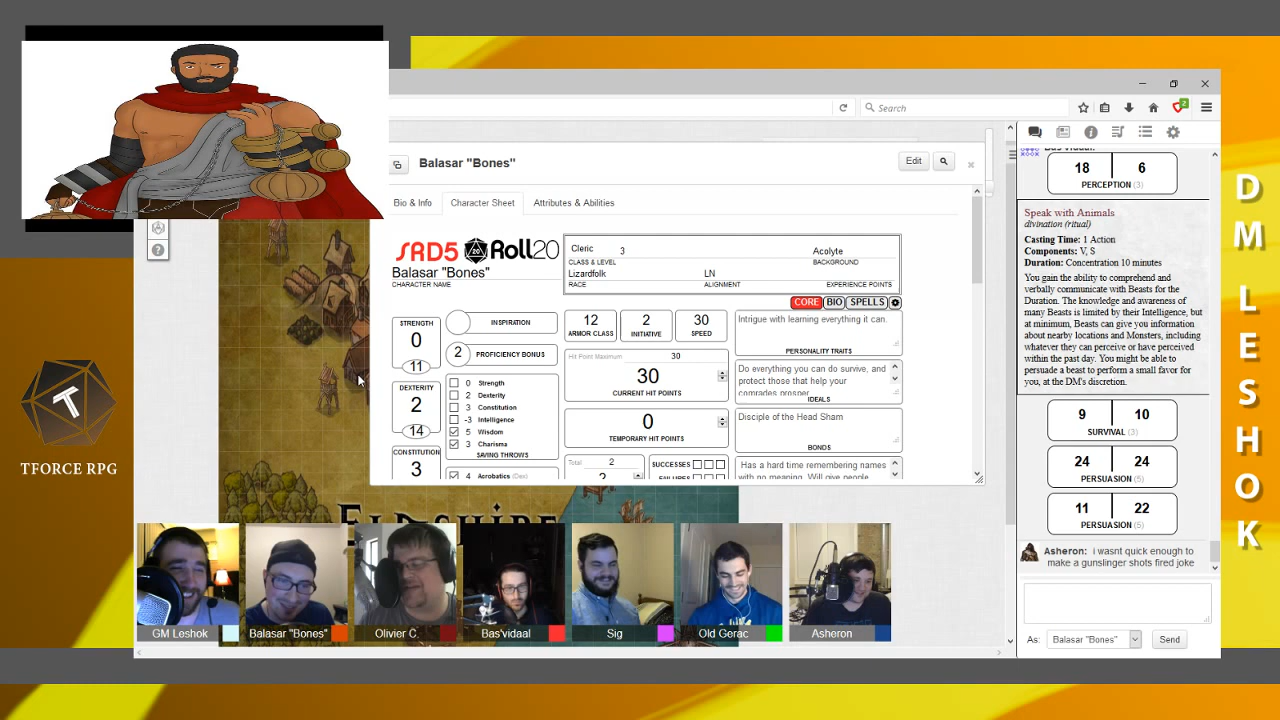 Search
2
Balasar "Bones"
Edit
Bio & Info
Character Sheet
Attributes & Abilities
SRD5 Roll20
Balasar "Bones"
CHARACTER NAME
Cleric 3
Acolyte
CLASS & LEVEL
BACKGROUND
Lizardfolk
LN
RACE
ALIGNMENT
EXPERIENCE POINTS
CORE
BIO
SPELLS
STRENGTH
0
11
DEXTERITY
2
14
CONSTITUTION
3
INSPIRATION
2
PROFICIENCY BONUS
0 Strength
2 Dexterity
3 Constitution
-3 Intelligence
5 Wisdom
3 Charisma
SAVING THROWS
4 Acrobatics (Dex)
12
ARMOR CLASS
2
INITIATIVE
30
SPEED
Hit Point Maximum 30
30
CURRENT HIT POINTS
0
TEMPORARY HIT POINTS
Total 2
SUCCESSES
Intrigue with learning everything it can.
PERSONALITY TRAITS
Do everything you can do survive, and
protect those that help your
comrades prosper
IDEALS
Disciple of the Head Sham
BONDS
Has a hard time remembering names
with no meaning. Will give people
18 6
PERCEPTION (3)
Speak with Animals
divination (ritual)
Casting Time: 1 Action
Components: V, S
Duration: Concentration 10 minutes
You gain the ability to comprehend and
verbally communicate with Beasts for the
Duration. The knowledge and awareness of
many Beasts is limited by their Intelligence, but
at minimum, Beasts can give you information
about nearby locations and Monsters, including
whatever they can perceive or have perceived
within the past day. You might be able to
persuade a beast to perform a small favor for
you, at the DM's discretion.
9 10
SURVIVAL (3)
24 24
PERSUASION (5)
11 22
PERSUASION (5)
Asheron: i wasnt quick enough to
make a gunslinger shots fired joke
As:
Balasar "Bones"
Send
T
TFORCE RPG
GM Leshok
Balasar "Bones"
Olivier C.
Bas'vidaal
Sig
Old Gerac
Asheron
DM LESHOK